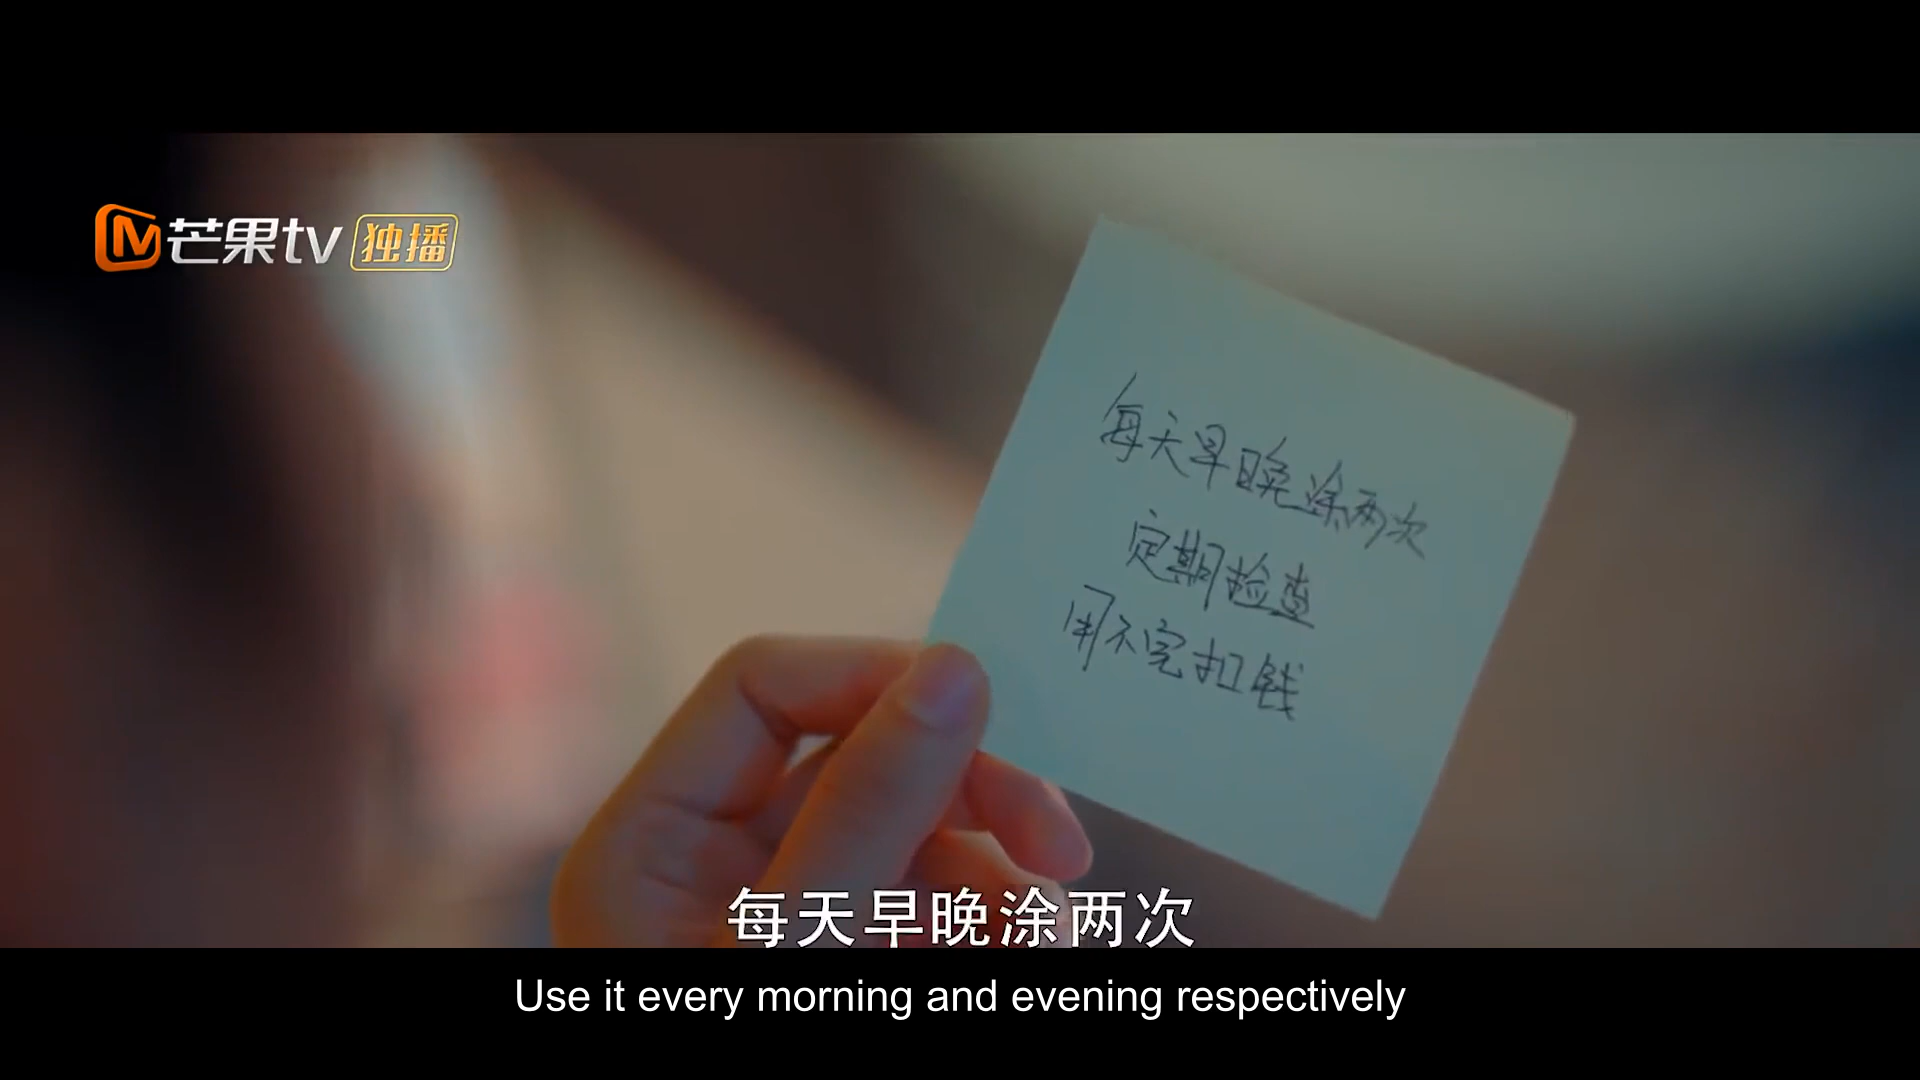 芒果tv 独播
每天早晚涂两次
定期检查
用不完扣钱
每天早晚涂两次
Use it every morning and evening respectively